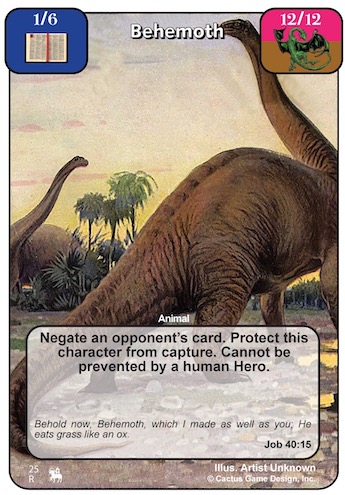 1/6
Behemoth
12/12
Animal
Negate an opponent's card. Protect this
character from capture. Cannot be
prevented by a human Hero.
Behold now, Behemoth, which I made as well as you; He
eats grass like an ox.
Job 40:15
25
R
Illus. Artist Unknown
© Cactus Game Design, Inc.